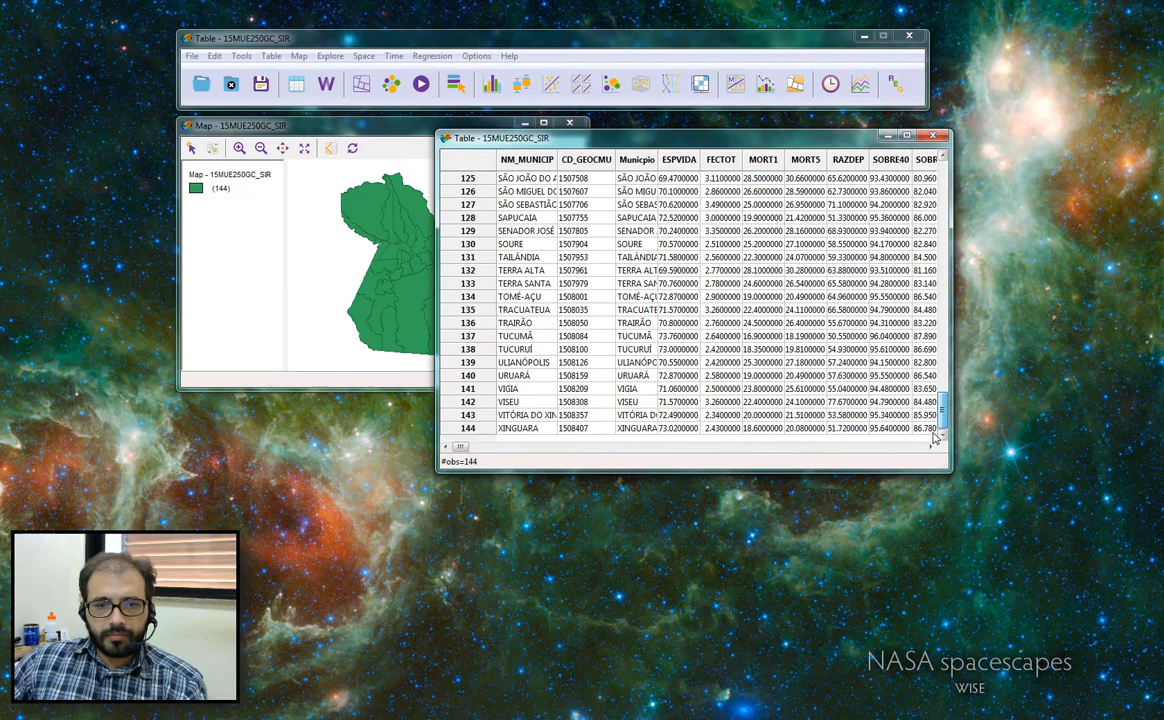 Table - 15MUE250GC_SIR
File Edit Tools Table Map Explore Space Time Regression Options Help
Map - 15MUE250GC_SIR
Map - 15MUE250GC_SIR
(144)
Table - 15MUE250GC_SIR
NM_MUNICIP CD_GEOCMU Municpio ESPVIDA FECTOT MORT1 MORT5 RAZDEP SOBRE40 SOBR
125 SÃO JOÃO DO A 1507508 SÃO JOÃO 69.4700000 3.1100000 28.5000000 30.6600000 65.6200000 93.4300000 80.960
126 SÃO MIGUEL DO 1507607 SÃO MIGU 70.1000000 2.8600000 26.6000000 28.5900000 62.7300000 93.8600000 82.040
127 SÃO SEBASTIÃO 1507706 SÃO SEBAS 70.6200000 3.4900000 25.0000000 26.9500000 71.1000000 94.2000000 82.920
128 SAPUCAIA 1507755 SAPUCAIA 72.5200000 3.0000000 19.9000000 21.4200000 51.3300000 95.3600000 86.000
129 SENADOR JOSÉ 1507805 SENADOR 70.2400000 3.3500000 26.2000000 28.1600000 68.9300000 93.9400000 82.270
130 SOURE 1507904 SOURE 70.5700000 2.5100000 25.2000000 27.1000000 58.5500000 94.1700000 82.840
131 TAILÂNDIA 1507953 TAILÂNDIA 71.5800000 2.5600000 22.3000000 24.0700000 59.3300000 94.8000000 84.500
132 TERRA ALTA 1507961 TERRA ALT 69.5900000 2.7700000 28.1000000 30.2800000 63.8800000 93.5100000 81.160
133 TERRA SANTA 1507979 TERRA SAN 70.7600000 2.7800000 24.6000000 26.5400000 65.5800000 94.2800000 83.140
134 TOMÉ-AÇU 1508001 TOMÉ-AÇU 72.8700000 2.9000000 19.0000000 20.4900000 64.9600000 95.5500000 86.540
135 TRACUATEUA 1508035 TRACUATE 71.5700000 3.2600000 22.4000000 24.1100000 66.5800000 94.7900000 84.480
136 TRAIRÃO 1508050 TRAIRÃO 70.8000000 2.7600000 24.5000000 26.4000000 55.6700000 94.3100000 83.220
137 TUCUMÃ 1508084 TUCUMÃ 73.7600000 2.6400000 16.9000000 18.1900000 50.5500000 96.0400000 87.890
138 TUCURUÍ 1508100 TUCURUÍ 73.0000000 2.4200000 18.3500000 19.8100000 54.9300000 95.6100000 86.690
139 ULIANÓPOLIS 1508126 ULIANÓPO 70.5500000 2.4200000 25.3000000 27.1800000 57.2400000 94.1500000 82.800
140 URUARÁ 1508159 URUARÁ 72.8700000 2.5800000 19.0000000 20.4900000 57.6300000 95.5500000 86.540
141 VIGIA 1508209 VIGIA 71.0600000 2.5000000 23.8000000 25.6100000 55.0400000 94.4800000 83.650
142 VISEU 1508308 VISEU 71.5700000 3.2600000 22.4000000 24.1000000 77.6700000 94.7900000 84.480
143 VITÓRIA DO XIN 1508357 VITÓRIA D 72.4900000 2.3400000 20.0000000 21.5100000 53.5800000 95.3400000 85.950
144 XINGUARA 1508407 XINGUARA 73.0200000 2.4300000 18.6000000 20.0800000 51.7200000 95.6400000 86.780
#obs=144
NASA spacescapes
WISE